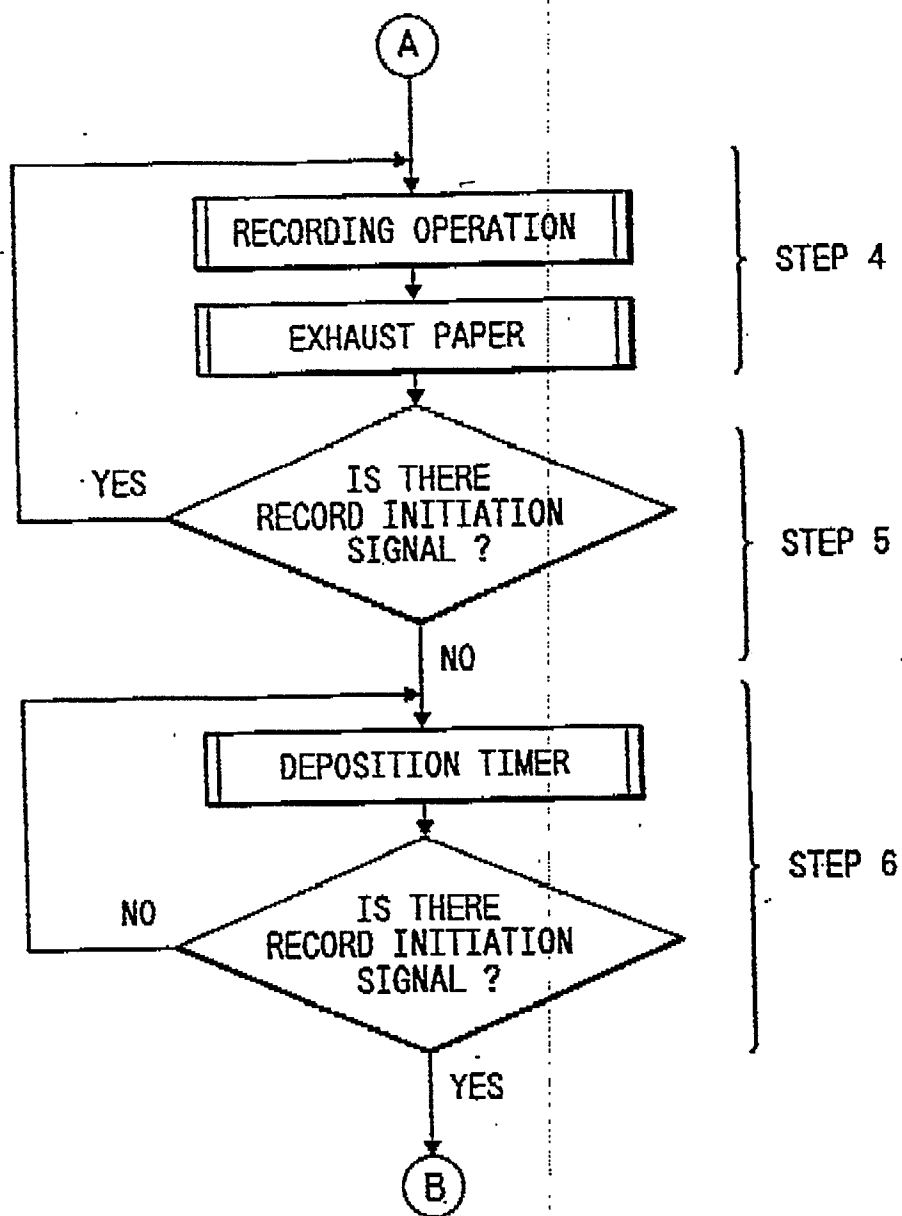 A
RECORDING OPERATION
STEP 4
EXHAUST PAPER
YES
IS THERE
RECORD INITIATION
SIGNAL ?
STEP 5
NO
DEPOSITION TIMER
STEP 6
NO
IS THERE
RECORD INITIATION
SIGNAL ?
YES
B